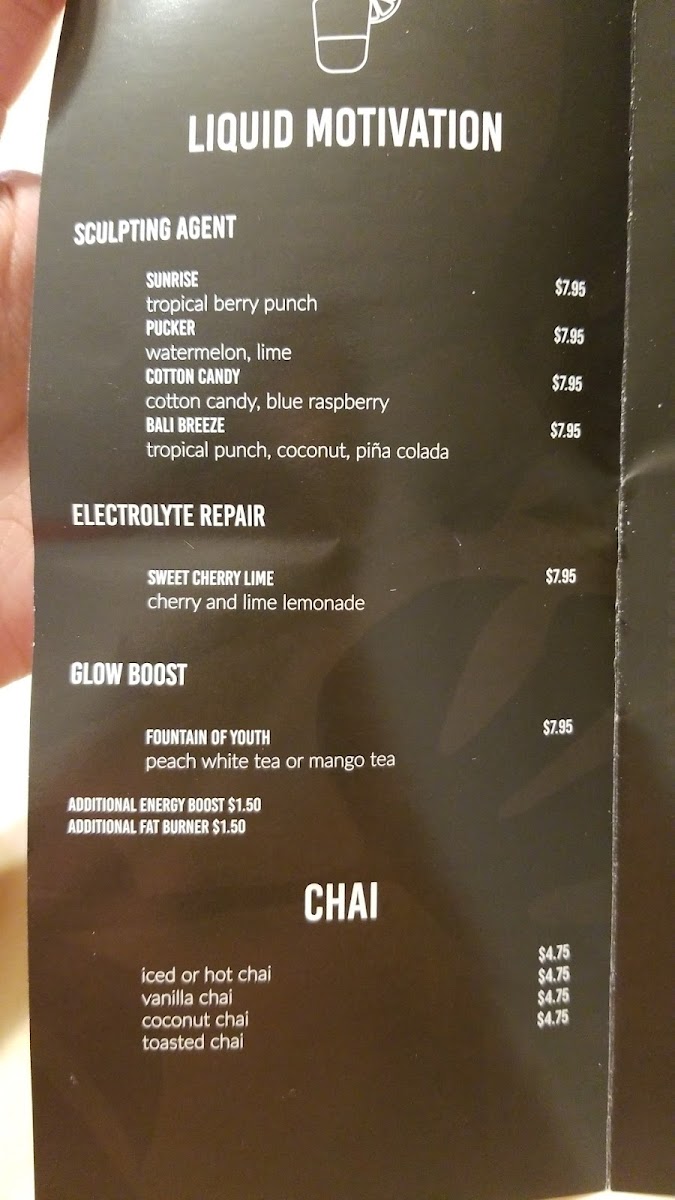 LIQUID MOTIVATION
SCULPTING AGENT
SUNRISE $7.95
tropical berry punch
PUCKER $7.95
watermelon, lime
COTTON CANDY $7.95
cotton candy, blue raspberry
BALI BREEZE $7.95
tropical punch, coconut, piña colada
ELECTROLYTE REPAIR
SWEET CHERRY LIME $7.95
cherry and lime lemonade
GLOW BOOST
FOUNTAIN OF YOUTH $7.95
peach white tea or mango tea
ADDITIONAL ENERGY BOOST $1.50
ADDITIONAL FAT BURNER $1.50
CHAI
iced or hot chai $4.75
vanilla chai $4.75
coconut chai $4.75
toasted chai $4.75